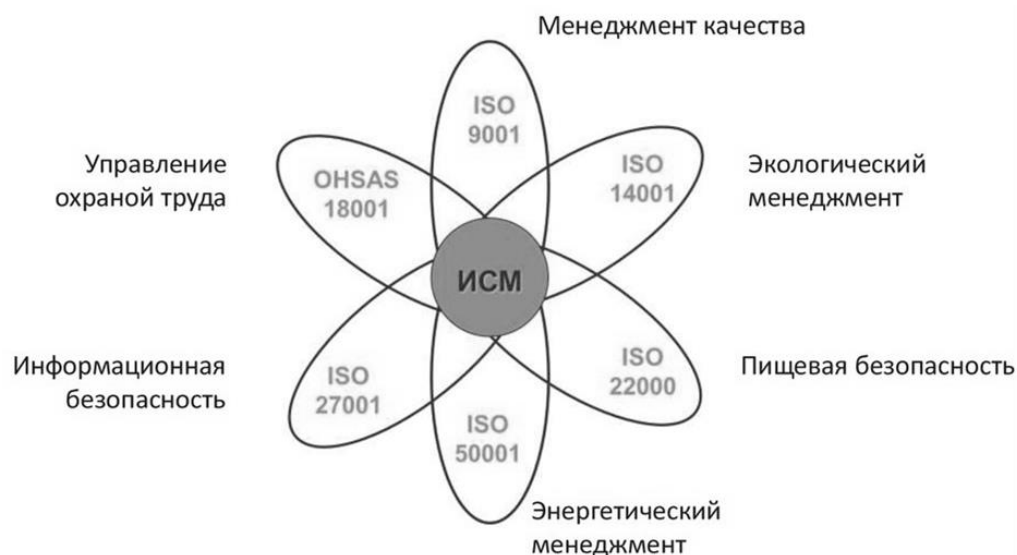 Менеджмент качества
ISO
9001
Управление
охраной труда
OHSAS
18001
ISO
14001
Экологический
менеджмент
ИСМ
Информационная
безопасность
ISO
27001
ISO
22000
Пищевая безопасность
ISO
50001
Энергетический
менеджмент